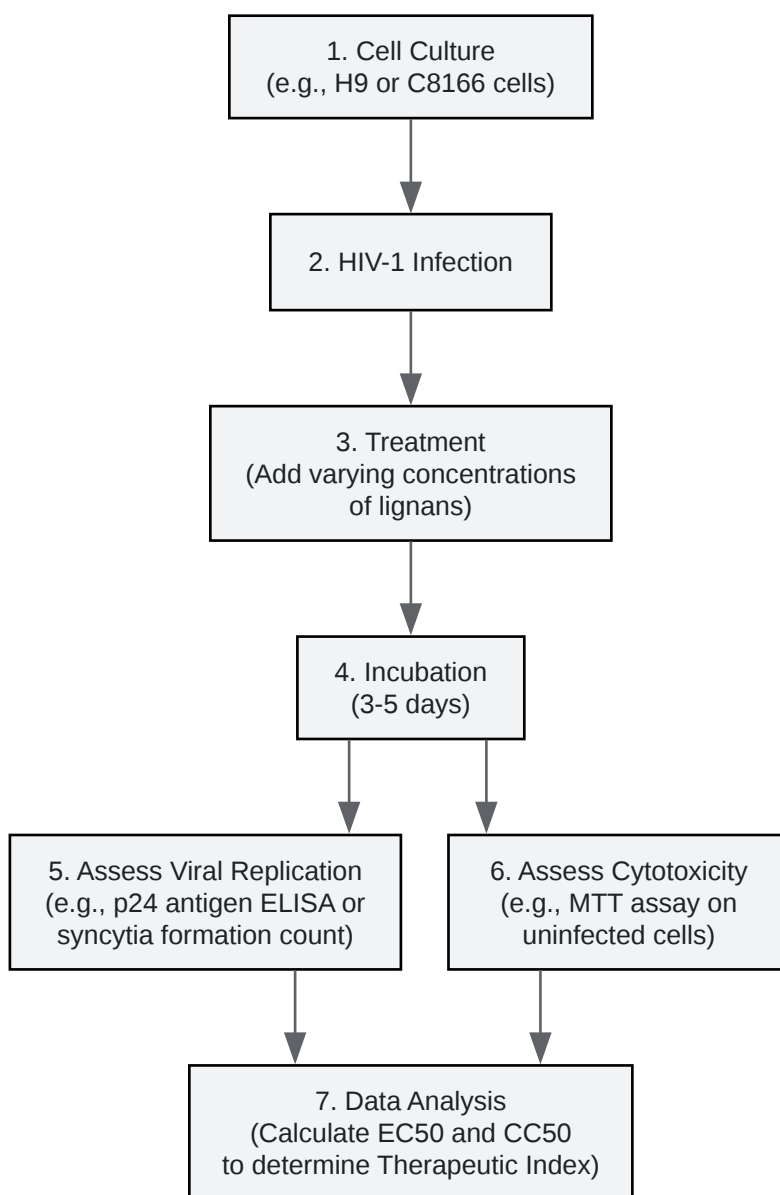 1. Cell Culture
(e.g., H9 or C8166 cells)
2. HIV-1 Infection
3. Treatment
(Add varying concentrations
of lignans)
4. Incubation
(3-5 days)
5. Assess Viral Replication
(e.g., p24 antigen ELISA or
syncytia formation count)
6. Assess Cytotoxicity
(e.g., MTT assay on
uninfected cells)
7. Data Analysis
(Calculate EC50 and CC50
to determine Therapeutic Index)